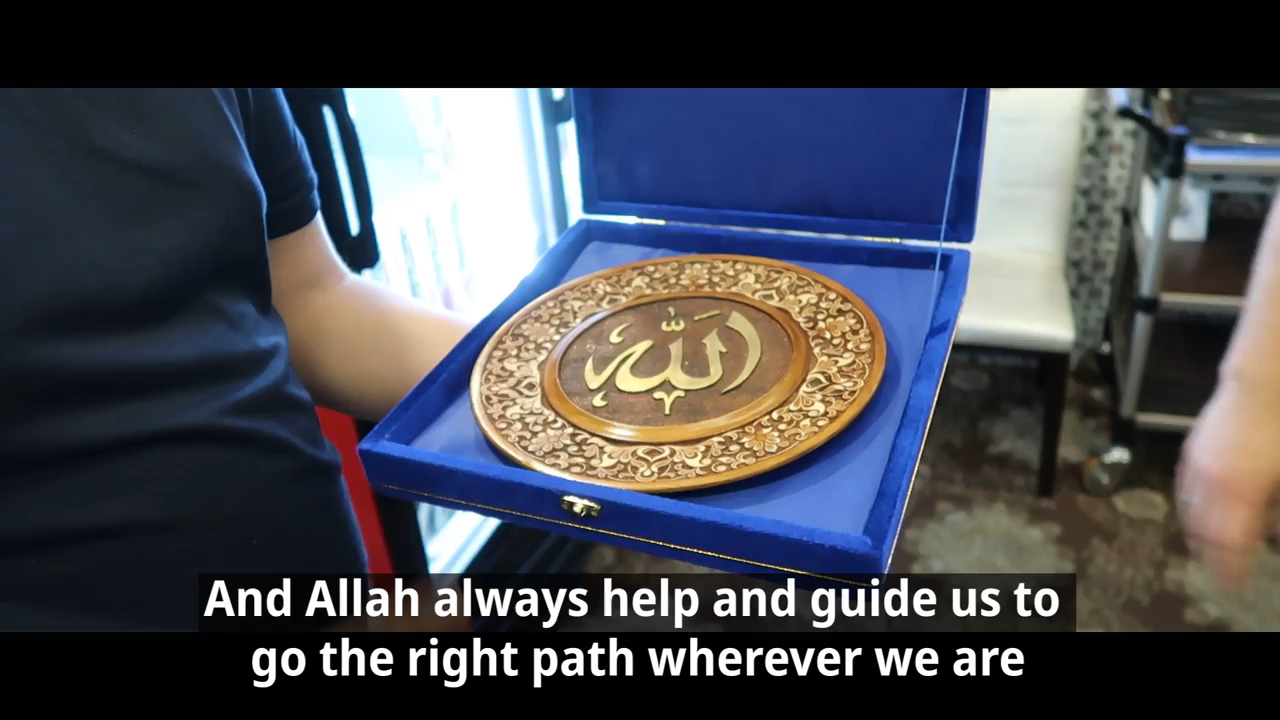 الله
And Allah always help and guide us to
go the right path wherever we are